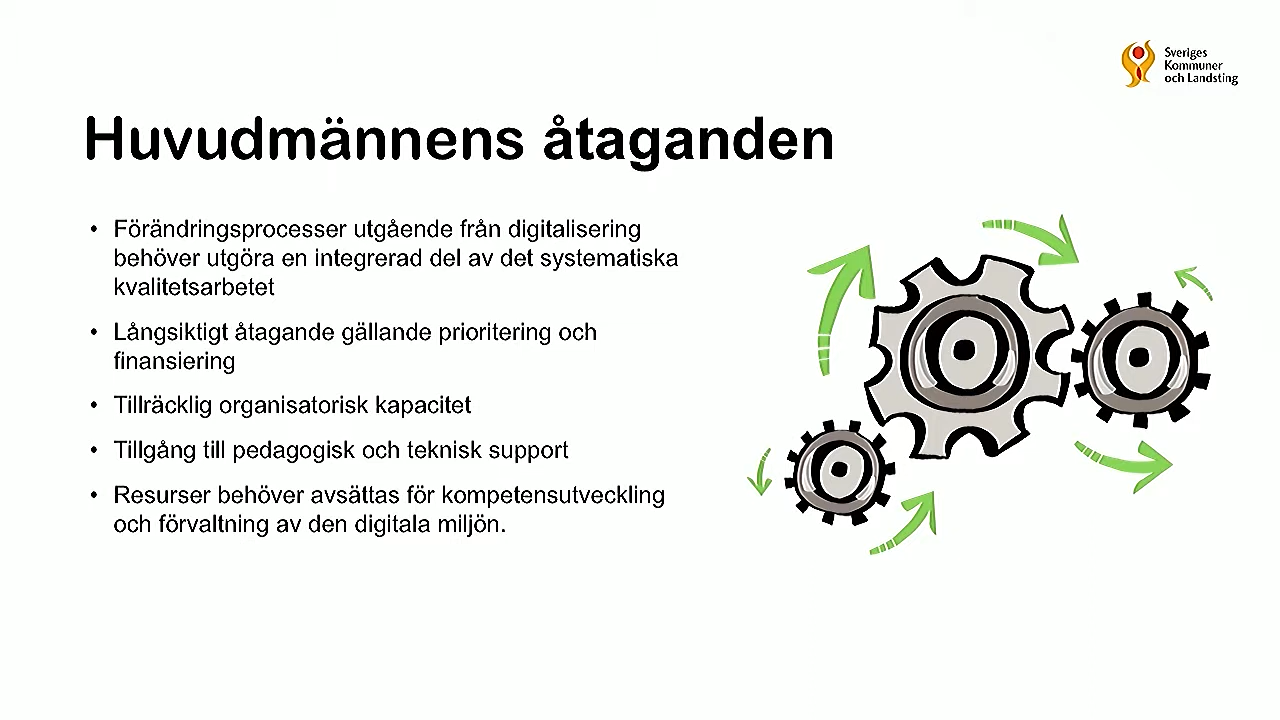 Sveriges
Kommuner
och Landsting
Huvudmännens åtaganden
• Förändringsprocesser utgående från digitalisering
behöver utgöra en integrerad del av det systematiska
kvalitetsarbetet
• Långsiktigt åtagande gällande prioritering och
finansiering
• Tillräcklig organisatorisk kapacitet
• Tillgång till pedagogisk och teknisk support
• Resurser behöver avsättas för kompetensutveckling
och förvaltning av den digitala miljön.